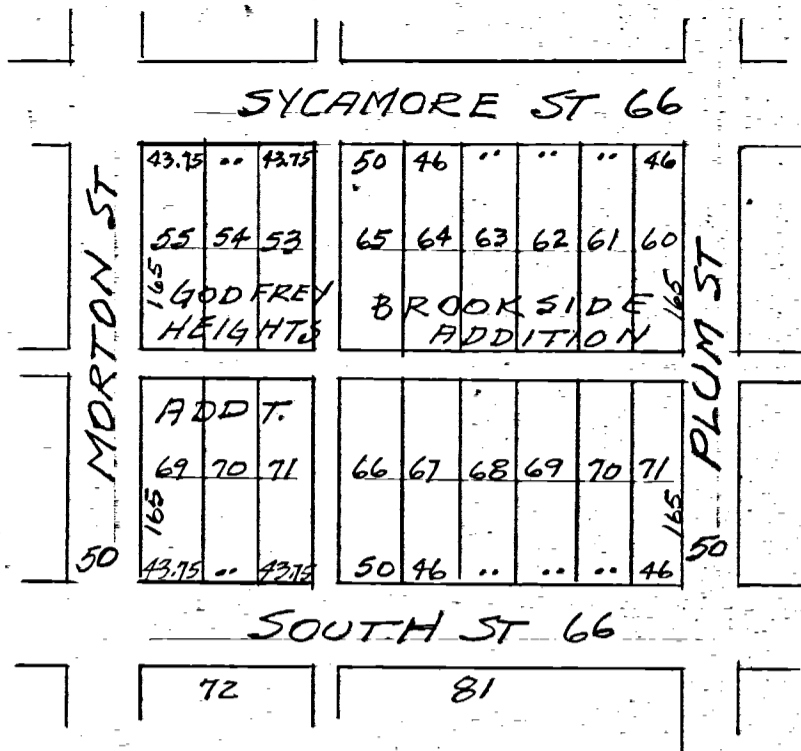 SYCAMORE ST 66
43.75 .. 43.75 50 46 .. .. .. 46
55 54 53 65 64 63 62 61 60
165 GODFREY HEIGHTS
BROOKSIDE ADDITION 165
MORTON ST
50
PLUM ST
50
ADDT.
69 70 71 66 67 68 69 70 71
165
165
43.75 .. 43.75 50 46 .. .. .. 46
SOUTH ST 66
72 81